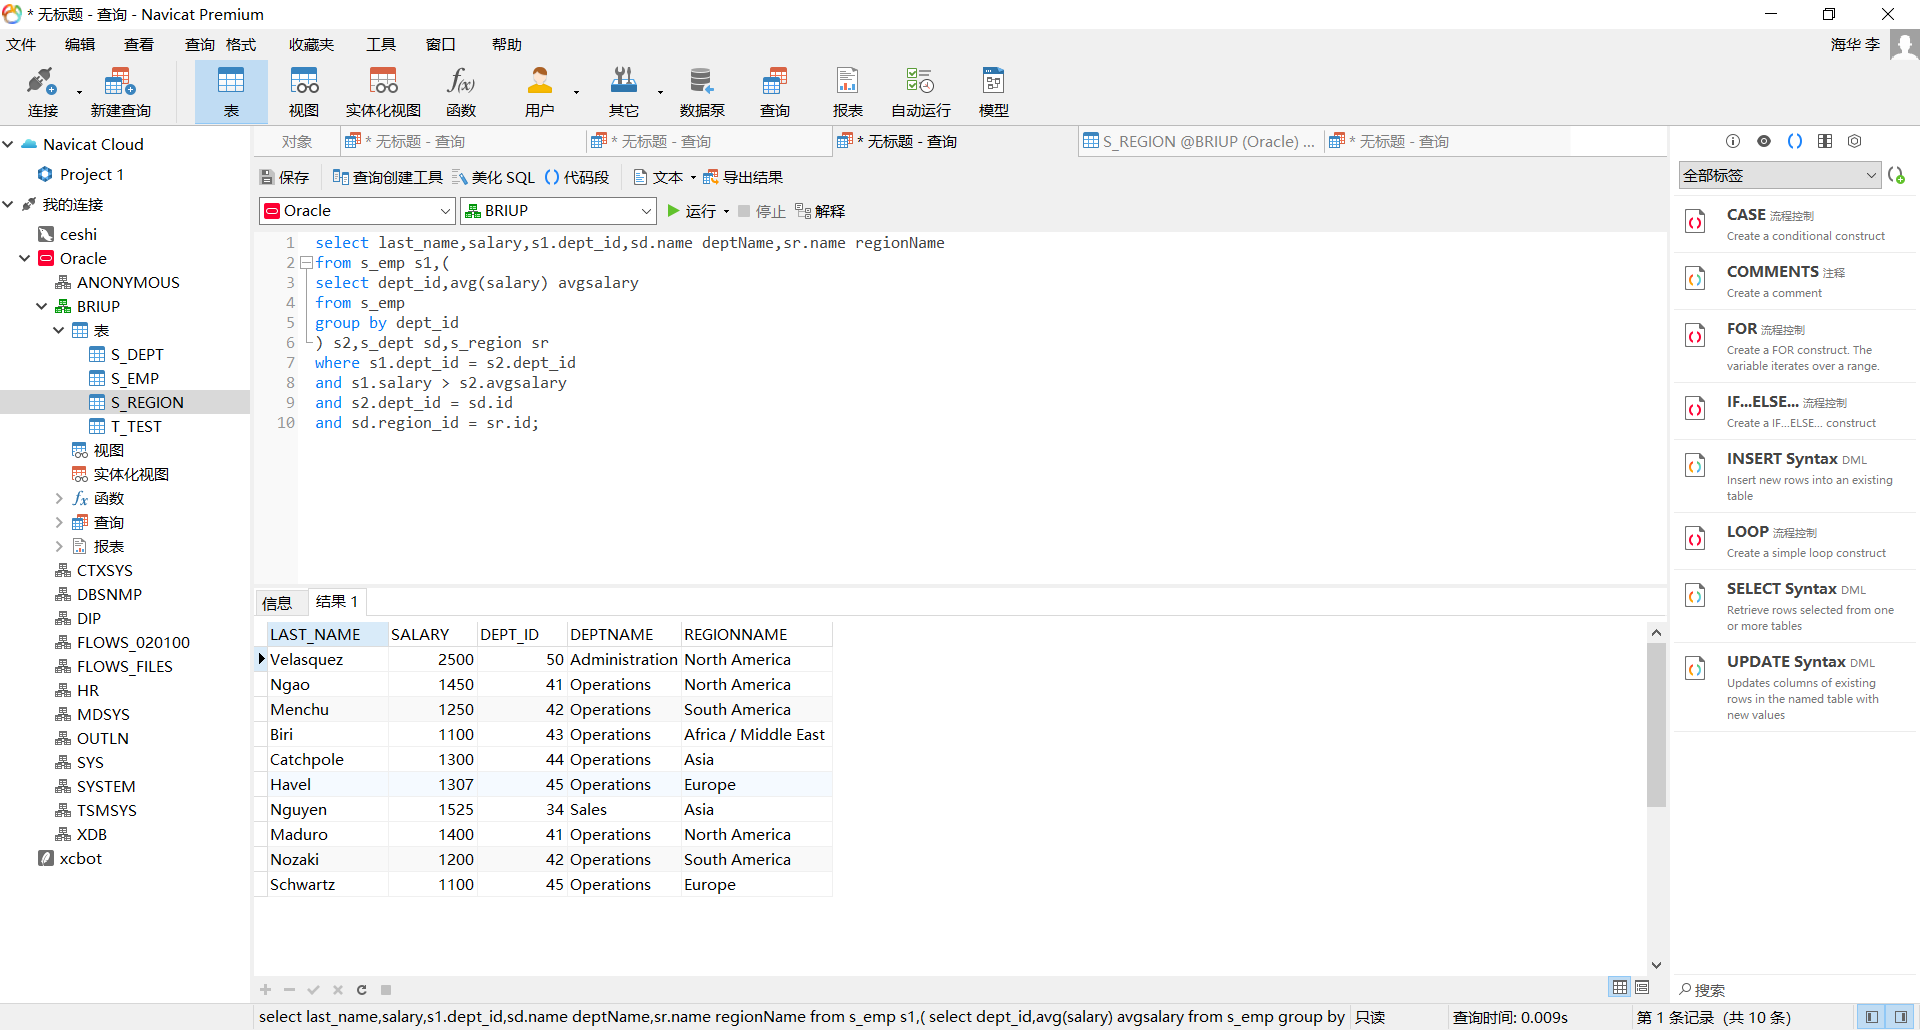 * 无标题 - 查询 - Navicat Premium
文件 编辑 查看 查询 格式 收藏夹 工具 窗口 帮助 海华 李
连接 新建查询 表 视图 实体化视图 函数 用户 其它 数据泵 查询 报表 自动运行 模型
对象 * 无标题 - 查询 * 无标题 - 查询 * 无标题 - 查询 S_REGION @BRIUP (Oracle) ... * 无标题 - 查询
保存 查询创建工具 美化 SQL () 代码段 文本 导出结果
Oracle BRIUP 运行 停止 解释
Navicat Cloud
Project 1
我的连接
ceshi
Oracle
ANONYMOUS
BRIUP
表
S_DEPT
S_EMP
S_REGION
T_TEST
视图
实体化视图
fx 函数
查询
报表
CTXSYS
DBSNMP
DIP
FLOWS_020100
FLOWS_FILES
HR
MDSYS
OUTLN
SYS
SYSTEM
TSMSYS
XDB
xcbot
1 select last_name,salary,s1.dept_id,sd.name deptName,sr.name regionName
2 from s_emp s1,(
3 select dept_id,avg(salary) avgsalary
4 from s_emp
5 group by dept_id
6 ) s2,s_dept sd,s_region sr
7 where s1.dept_id = s2.dept_id
8 and s1.salary > s2.avgsalary
9 and s2.dept_id = sd.id
10 and sd.region_id = sr.id;
信息 结果 1
LAST_NAME SALARY DEPT_ID DEPTNAME REGIONNAME
Velasquez 2500 50 Administration North America
Ngao 1450 41 Operations North America
Menchu 1250 42 Operations South America
Biri 1100 43 Operations Africa / Middle East
Catchpole 1300 44 Operations Asia
Havel 1307 45 Operations Europe
Nguyen 1525 34 Sales Asia
Maduro 1400 41 Operations North America
Nozaki 1200 42 Operations South America
Schwartz 1100 45 Operations Europe
全部标签
CASE 流程控制
Create a conditional construct
COMMENTS 注释
Create a comment
FOR 流程控制
Create a FOR construct. The
variable iterates over a range.
IF...ELSE... 流程控制
Create a IF...ELSE... construct
INSERT Syntax DML
Insert new rows into an existing
table
LOOP 流程控制
Create a simple loop construct
SELECT Syntax DML
Retrieve rows selected from one
or more tables
UPDATE Syntax DML
Updates columns of existing
rows in the named table with
new values
搜索
select last_name,salary,s1.dept_id,sd.name deptName,sr.name regionName from s_emp s1,( select dept_id,avg(salary) avgsalary from s_emp group by 只读 查询时间: 0.009s 第 1 条记录 (共 10 条)